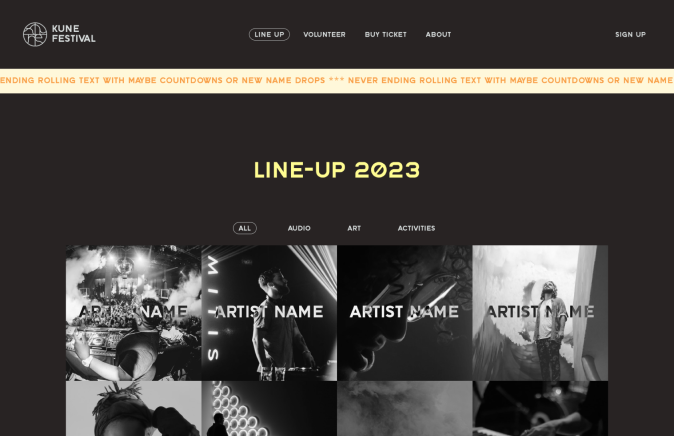 KUNE
FESTIVAL
LINE UP
VOLUNTEER
BUY TICKET
ABOUT
SIGN UP
ENDING ROLLING TEXT WITH MAYBE COUNTDOWNS OR NEW NAME DROPS *** NEVER ENDING ROLLING TEXT WITH MAYBE COUNTDOWNS OR NEW NAME
LINE-UP 2023
ALL
AUDIO
ART
ACTIVITIES
ARTIST NAME
ARTIST NAME
ARTIST NAME
ARTIST NAME